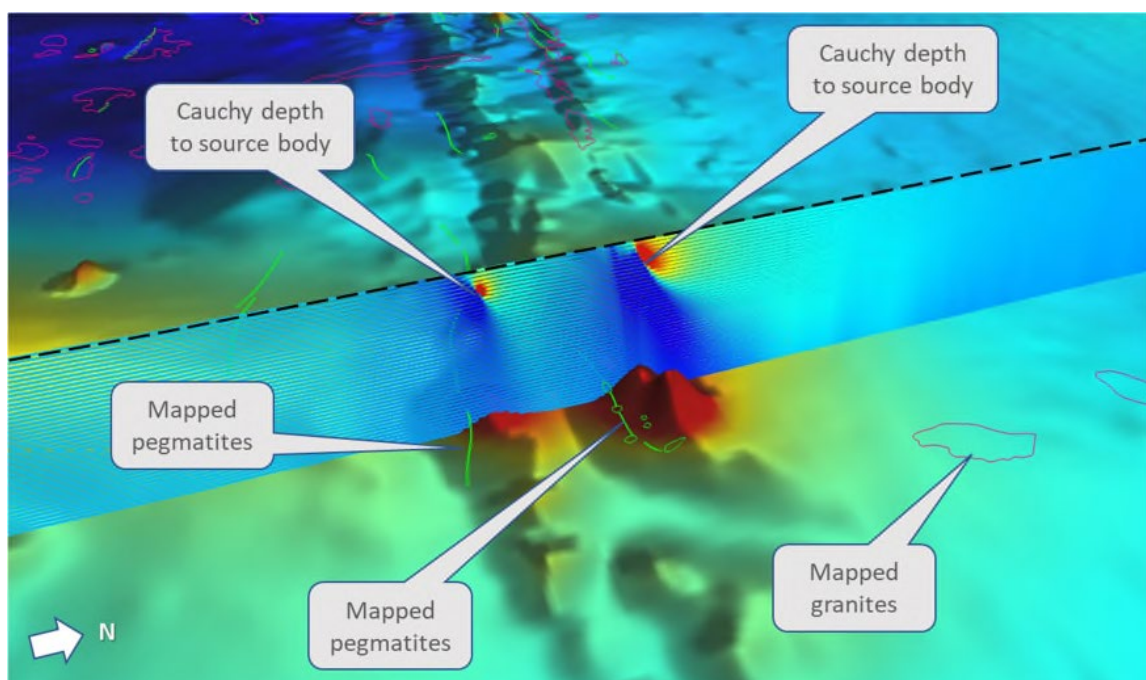 Cauchy depth
to source body
Cauchy depth
to source body
Mapped
pegmatites
Mapped
pegmatites
Mapped
granites
N